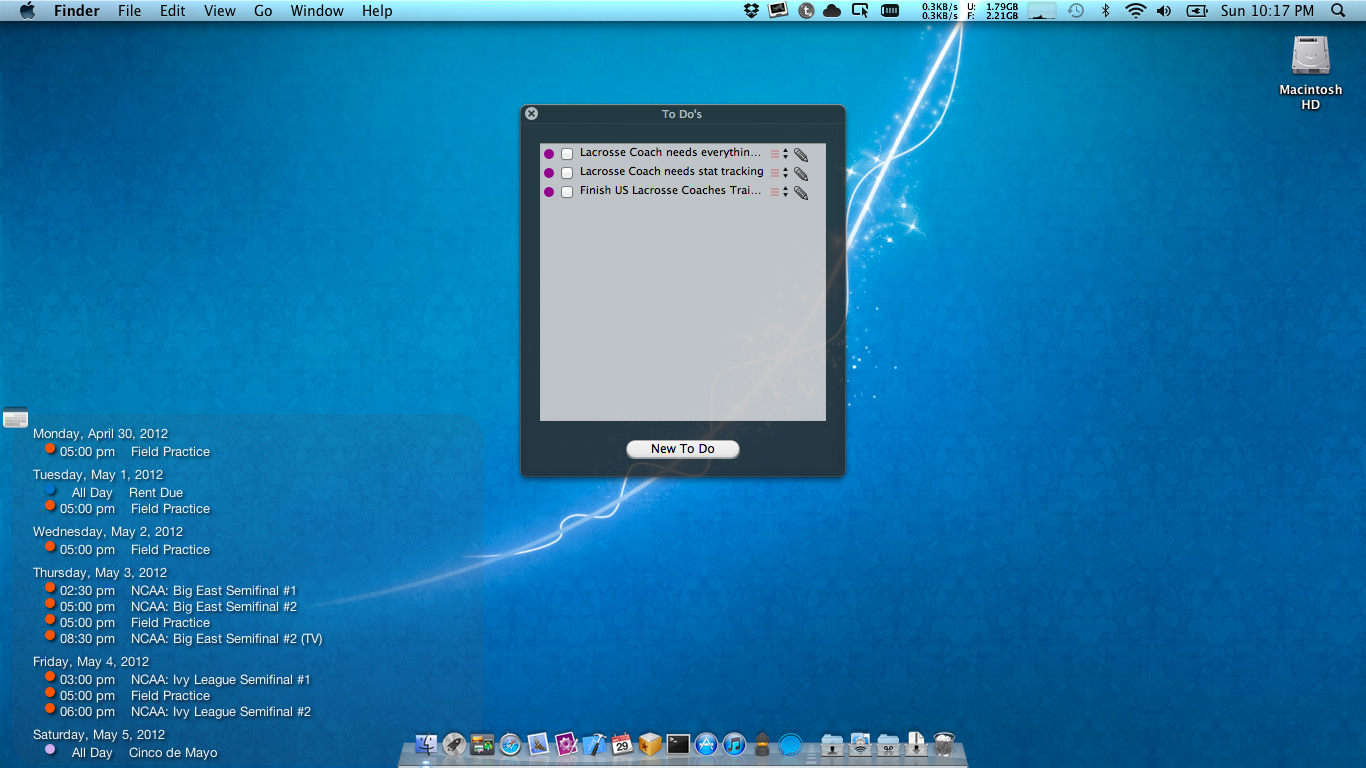 Finder File Edit View Go Window Help
0.3KB/s U: 1.79GB
0.3KB/s F: 2.21GB
Sun 10:17 PM
Macintosh
HD
To Do's
Lacrosse Coach needs everythin...
Lacrosse Coach needs stat tracking
Finish US Lacrosse Coaches Trai...
New To Do
Monday, April 30, 2012
05:00 pm Field Practice
Tuesday, May 1, 2012
All Day Rent Due
05:00 pm Field Practice
Wednesday, May 2, 2012
05:00 pm Field Practice
Thursday, May 3, 2012
02:30 pm NCAA: Big East Semifinal #1
05:00 pm NCAA: Big East Semifinal #2
05:00 pm Field Practice
08:30 pm NCAA: Big East Semifinal #2 (TV)
Friday, May 4, 2012
03:00 pm NCAA: Ivy League Semifinal #1
05:00 pm Field Practice
06:00 pm NCAA: Ivy League Semifinal #2
Saturday, May 5, 2012
All Day Cinco de Mayo
29